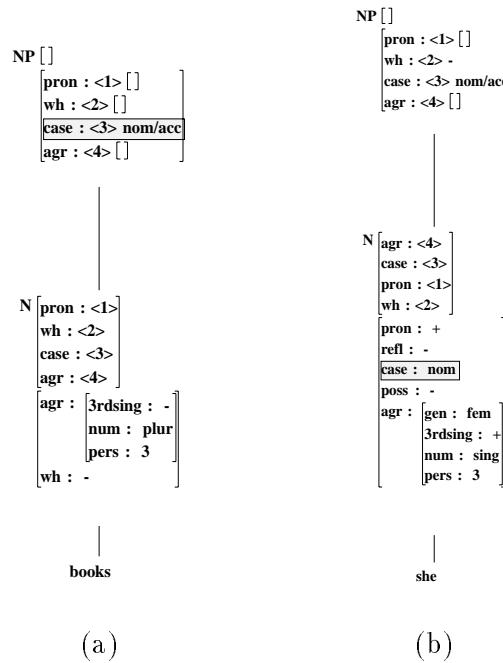 NP []
pron : <1> []
wh : <2> []
case : <3> nom/acc
agr : <4> []
N
pron : <1>
wh : <2>
case : <3>
agr : <4>
agr :
3rdsing : -
num : plur
pers : 3
wh : -
books
(a)
NP []
pron : <1> []
wh : <2> -
case : <3> nom/acc
agr : <4> []
N
agr : <4>
case : <3>
pron : <1>
wh : <2>
pron : +
refl : -
case : nom
poss : -
agr :
gen : fem
3rdsing : +
num : sing
pers : 3
she
(b)